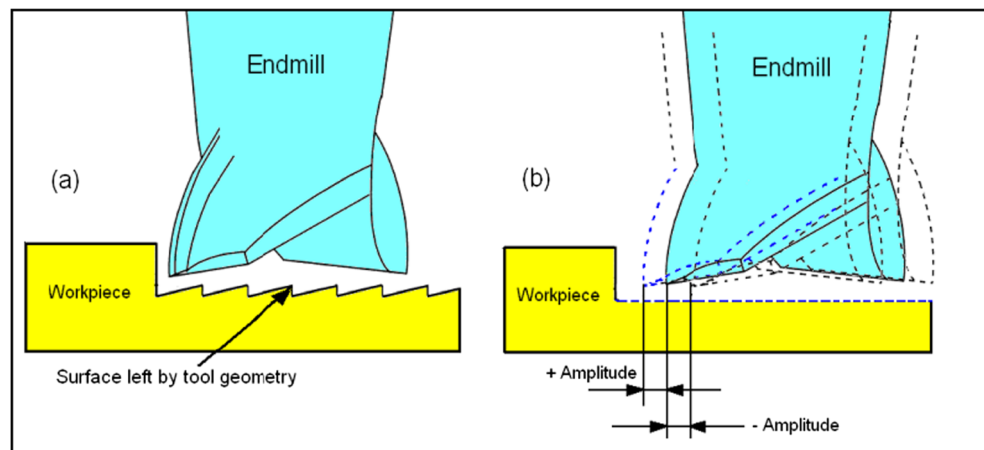 Endmill
(a)
Workpiece
Surface left by tool geometry
Endmill
(b)
Workpiece
+ Amplitude
- Amplitude